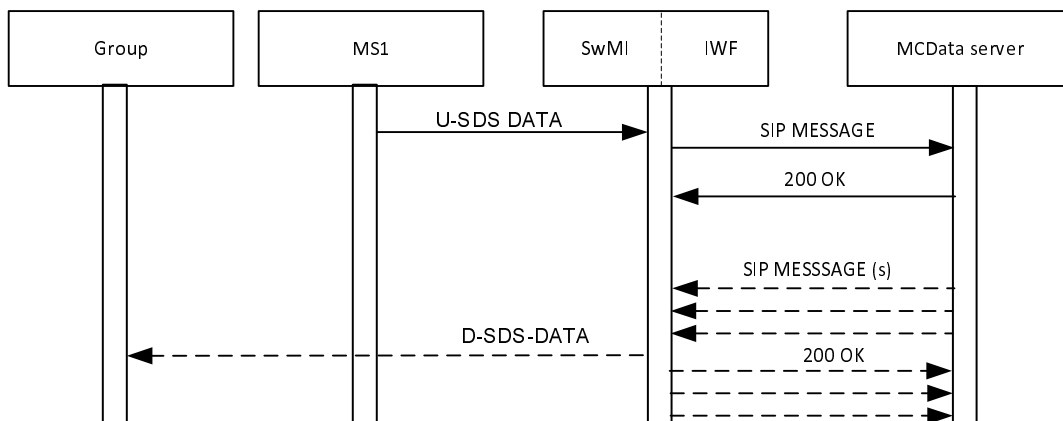 Group
MS1
SwMI
IWF
MCData server
U-SDS DATA
SIP MESSAGE
200 OK
SIP MESSSAGE (s)
D-SDS-DATA
200 OK